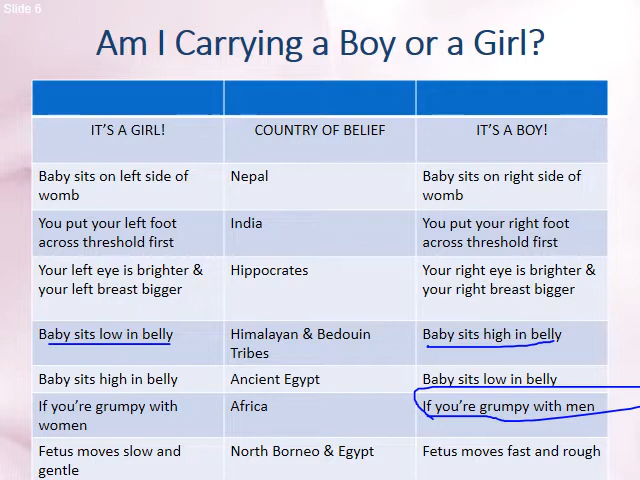 Slide 6
Am I Carrying a Boy or a Girl?
IT'S A GIRL! COUNTRY OF BELIEF IT'S A BOY!
Baby sits on left side of
womb
Nepal
Baby sits on right side of
womb
You put your left foot
across threshold first
India
You put your right foot
across threshold first
Your left eye is brighter &
your left breast bigger
Hippocrates
Your right eye is brighter &
your right breast bigger
Baby sits low in belly
Himalayan & Bedouin
Tribes
Baby sits high in belly
Baby sits high in belly
Ancient Egypt
Baby sits low in belly
If you're grumpy with
women
Africa
If you're grumpy with men
Fetus moves slow and
gentle
North Borneo & Egypt
Fetus moves fast and rough